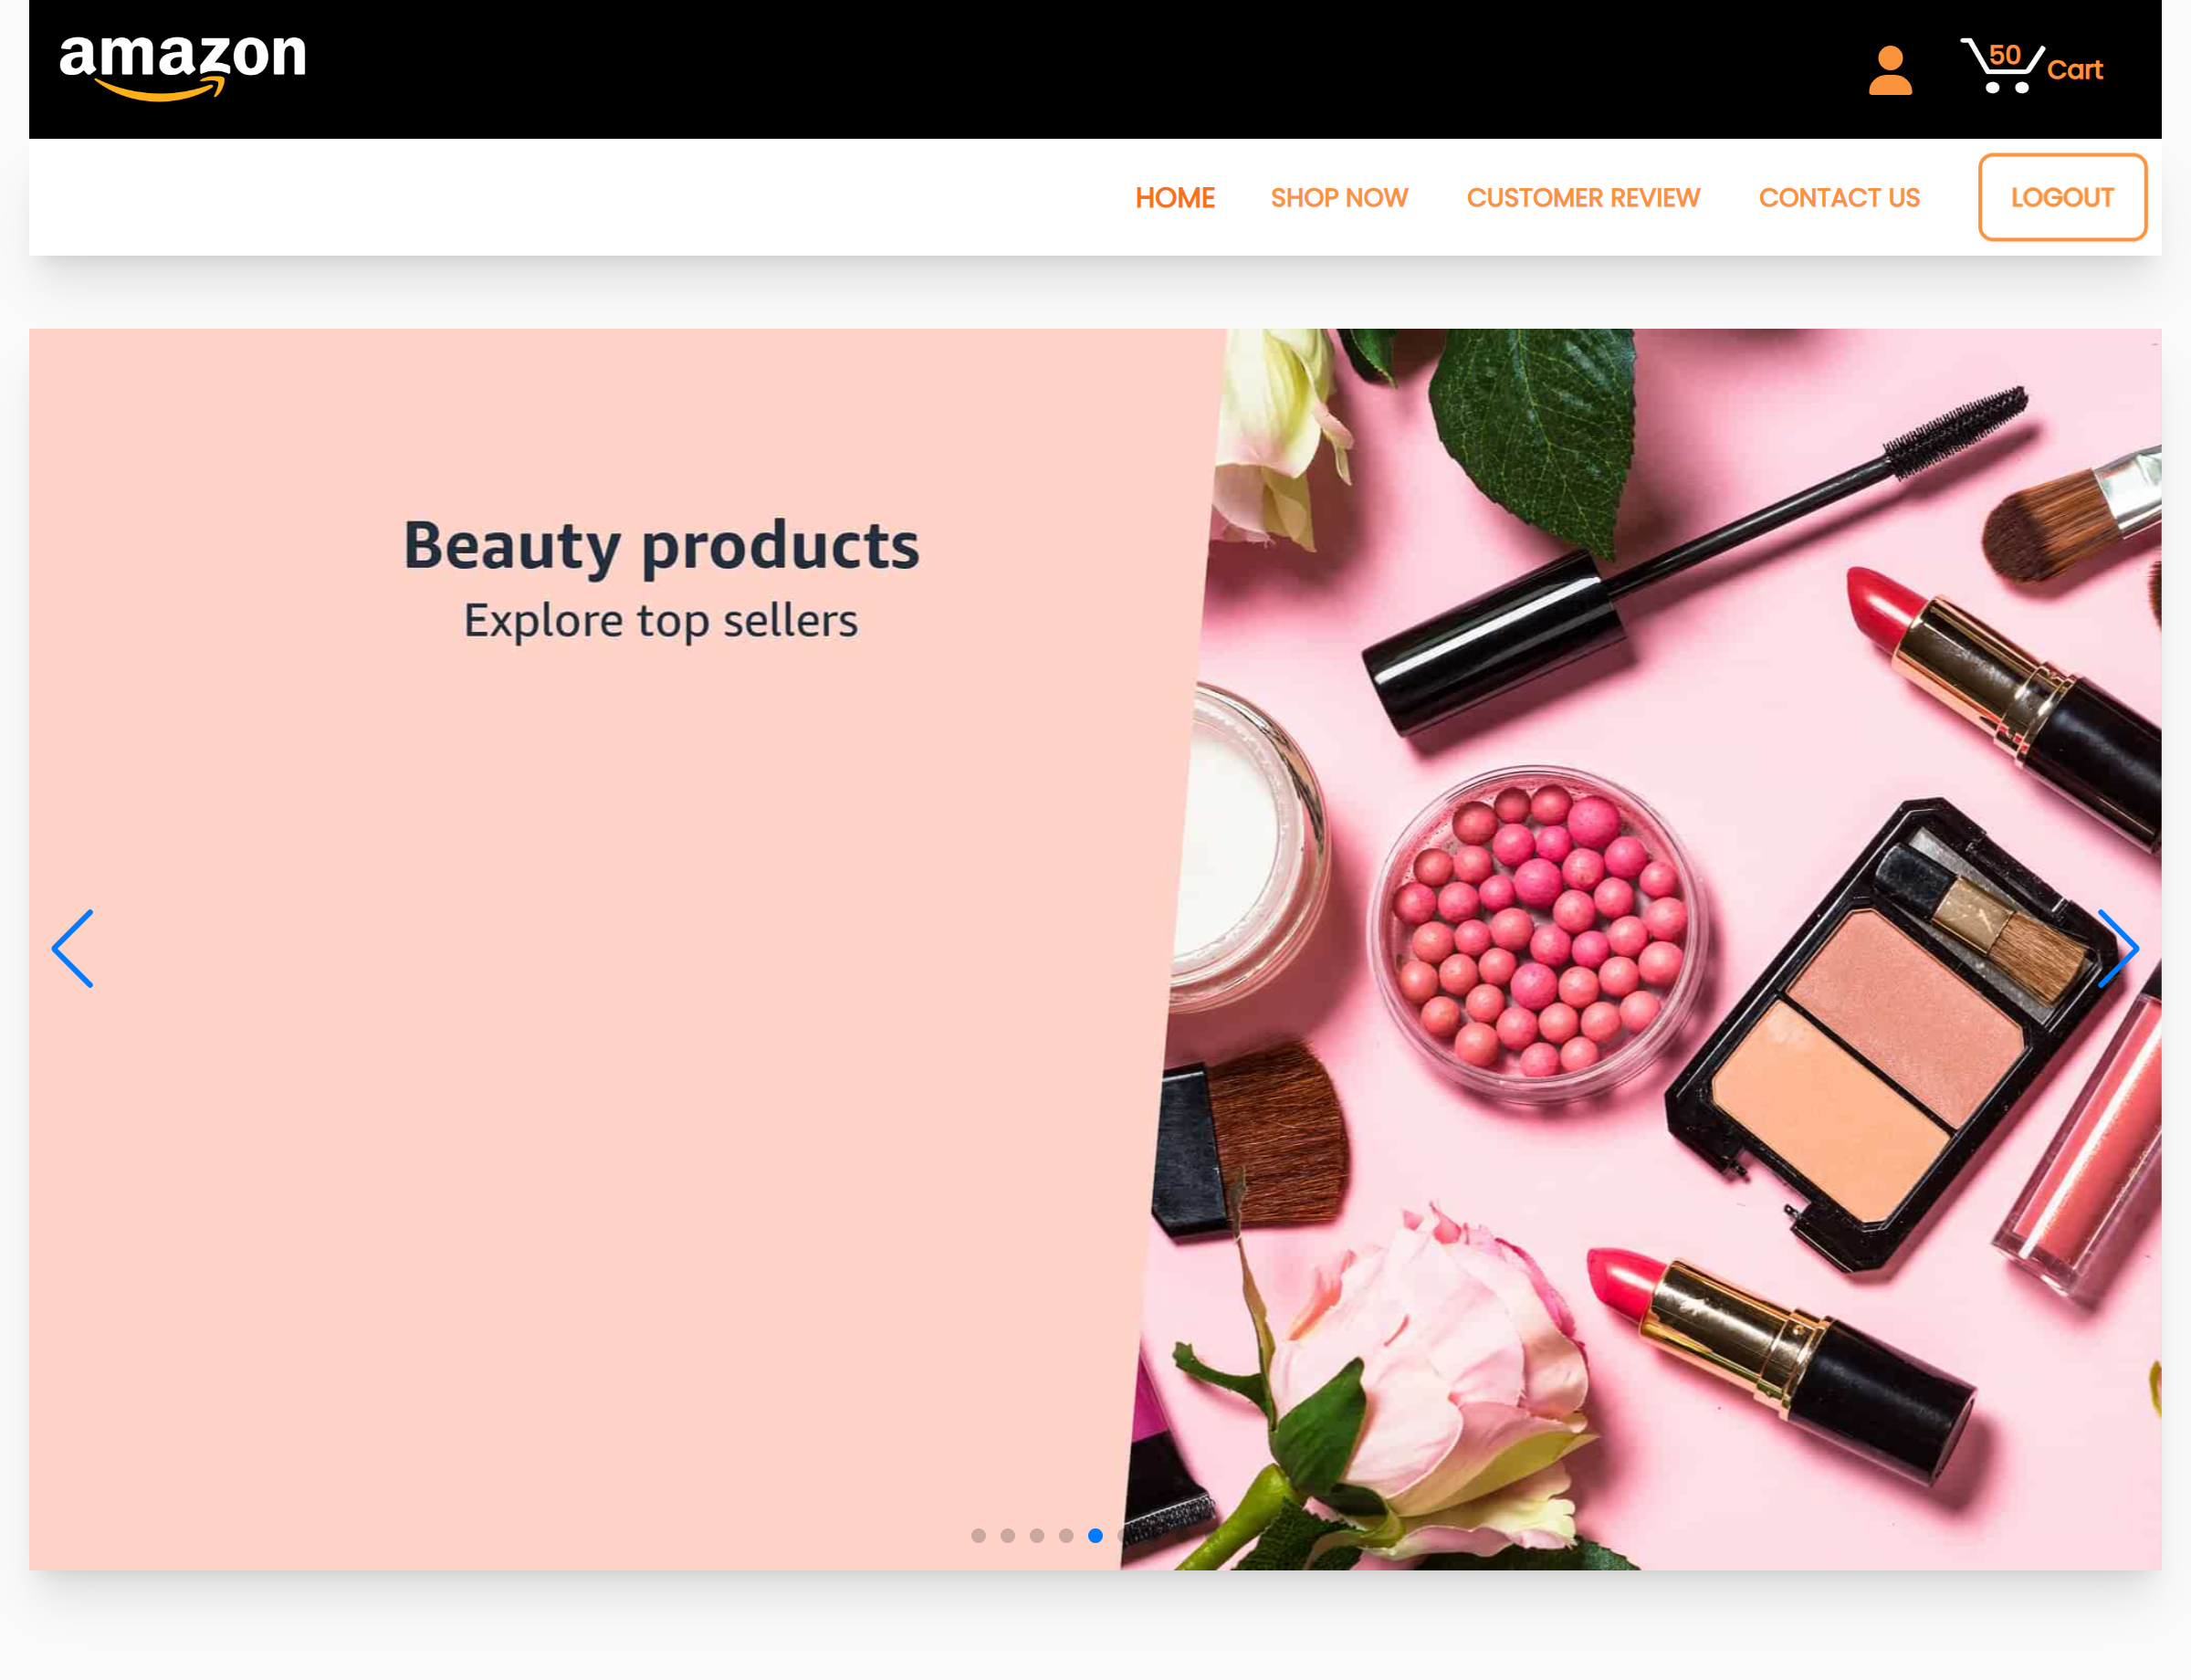 amazon
50
Cart
HOME
SHOP NOW
CUSTOMER REVIEW
CONTACT US
LOGOUT
Beauty products
Explore top sellers